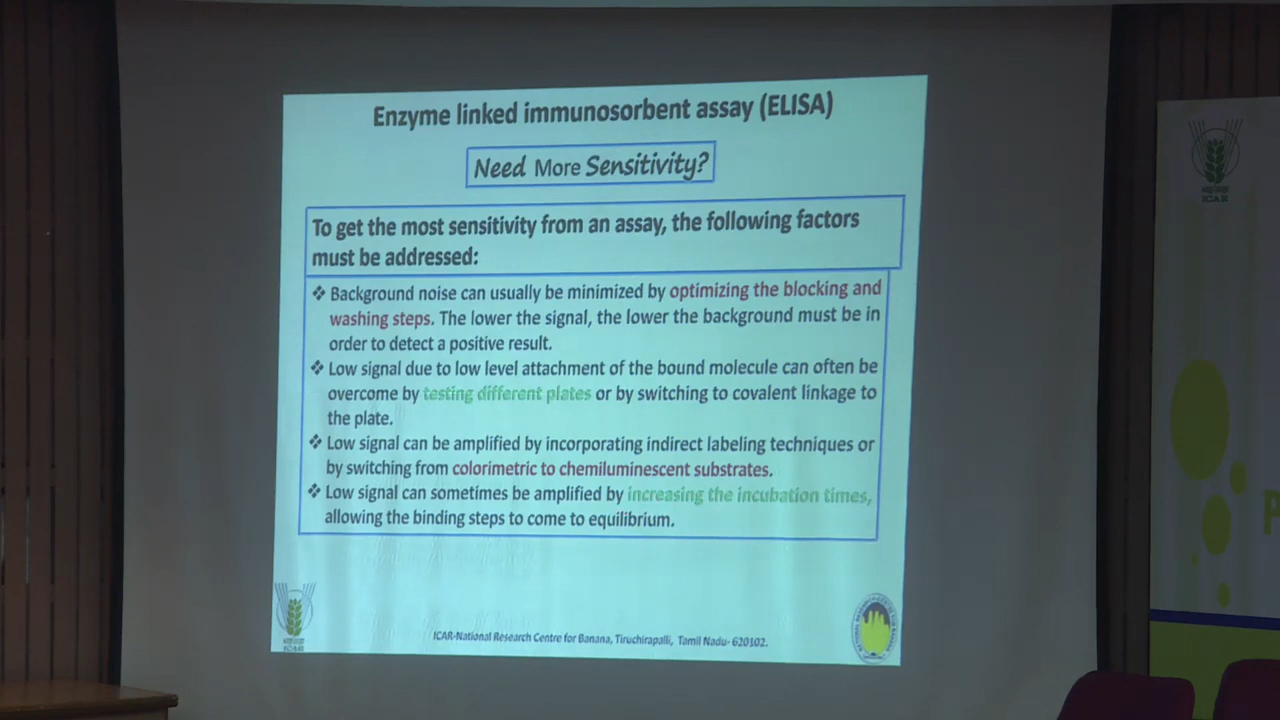 Enzyme linked immunosorbent assay (ELISA)
Need More Sensitivity?
To get the most sensitivity from an assay, the following factors
must be addressed:
❖ Background noise can usually be minimized by optimizing the blocking and
washing steps. The lower the signal, the lower the background must be in
order to detect a positive result.
❖ Low signal due to low level attachment of the bound molecule can often be
overcome by testing different plates or by switching to covalent linkage to
the plate.
❖ Low signal can be amplified by incorporating indirect labeling techniques or
by switching from colorimetric to chemiluminescent substrates.
❖ Low signal can sometimes be amplified by increasing the incubation times,
allowing the binding steps to come to equilibrium.
ICAR
ICAR-National Research Centre for Banana, Tiruchirapalli, Tamil Nadu- 620102.
ICAR